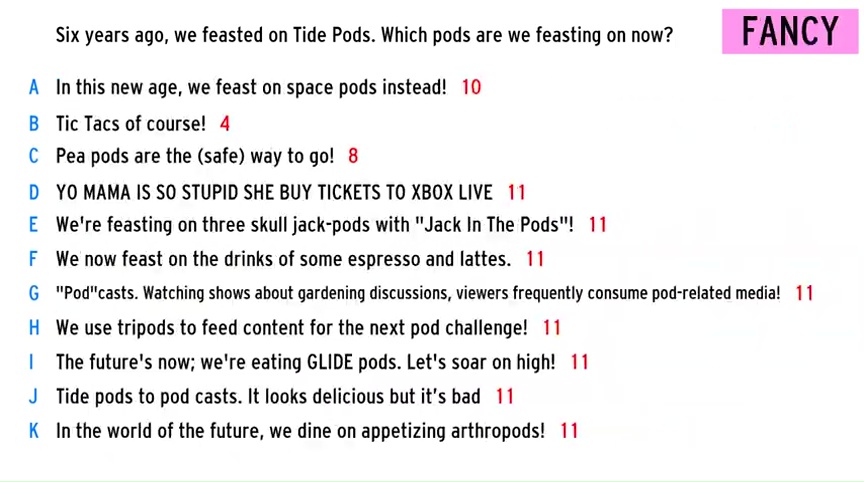 Six years ago, we feasted on Tide Pods. Which pods are we feasting on now?
FANCY
A In this new age, we feast on space pods instead! 10
B Tic Tacs of course! 4
C Pea pods are the (safe) way to go! 8
D YO MAMA IS SO STUPID SHE BUY TICKETS TO XBOX LIVE 11
E We're feasting on three skull jack-pods with "Jack In The Pods"! 11
F We now feast on the drinks of some espresso and lattes. 11
G "Pod"casts. Watching shows about gardening discussions, viewers frequently consume pod-related media! 11
H We use tripods to feed content for the next pod challenge! 11
I The future's now; we're eating GLIDE pods. Let's soar on high! 11
J Tide pods to pod casts. It looks delicious but it's bad 11
K In the world of the future, we dine on appetizing arthropods! 11